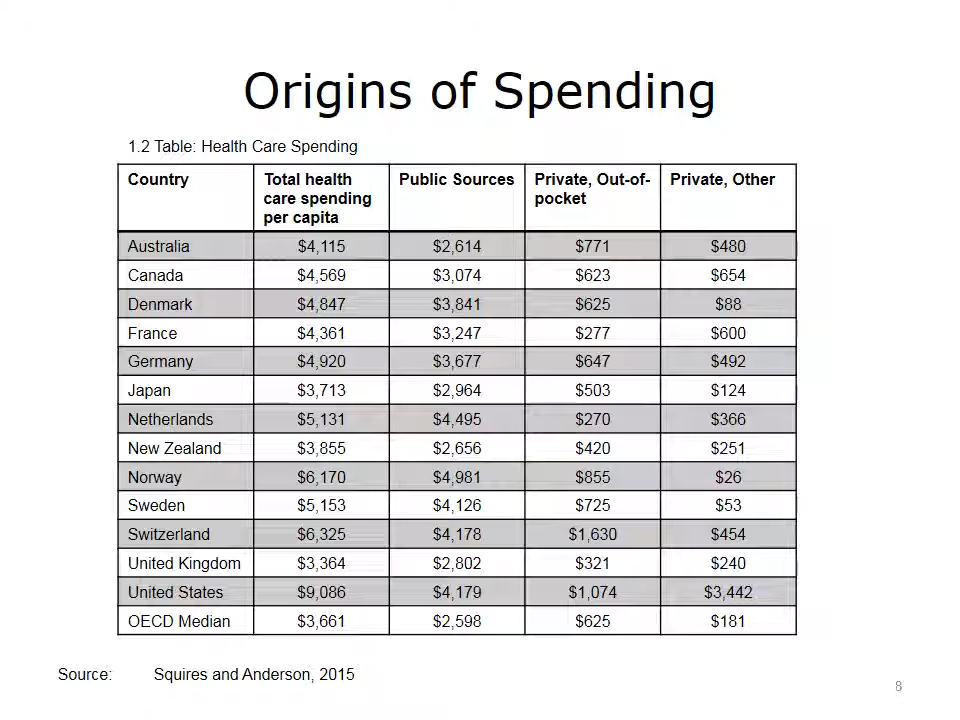 Origins of Spending
1.2 Table: Health Care Spending
Country Total health care spending per capita Public Sources Private, Out-of-pocket Private, Other
Australia $4,115 $2,614 $771 $480
Canada $4,569 $3,074 $623 $654
Denmark $4,847 $3,841 $625 $88
France $4,361 $3,247 $277 $600
Germany $4,920 $3,677 $647 $492
Japan $3,713 $2,964 $503 $124
Netherlands $5,131 $4,495 $270 $366
New Zealand $3,855 $2,656 $420 $251
Norway $6,170 $4,981 $855 $26
Sweden $5,153 $4,126 $725 $53
Switzerland $6,325 $4,178 $1,630 $454
United Kingdom $3,364 $2,802 $321 $240
United States $9,086 $4,179 $1,074 $3,442
OECD Median $3,661 $2,598 $625 $181
Source: Squires and Anderson, 2015
8